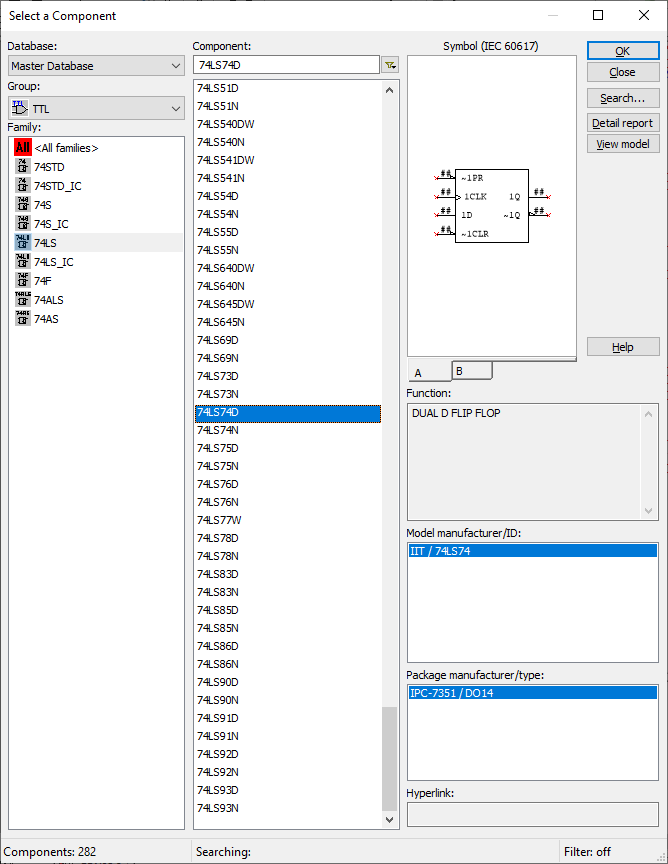 Select a Component
Database:
Master Database
Group:
TTL
Family:
All <All families>
74STD
74STD_IC
74S
74S_IC
74LS
74LS_IC
74F
74ALS
74AS
Component:
74LS74D
74LS51D
74LS51N
74LS540DW
74LS540N
74LS541DW
74LS541N
74LS54D
74LS54N
74LS55D
74LS55N
74LS640DW
74LS640N
74LS645DW
74LS645N
74LS69D
74LS69N
74LS73D
74LS73N
74LS74D
74LS74N
74LS75D
74LS75N
74LS76D
74LS76N
74LS77W
74LS78D
74LS78N
74LS83D
74LS83N
74LS85D
74LS85N
74LS86D
74LS86N
74LS90D
74LS90N
74LS91D
74LS91N
74LS92D
74LS92N
74LS93D
74LS93N
Symbol (IEC 60617)
## ~1PR
## 1CLK 1Q ##
## 1D ~1Q ##
## ~1CLR
A B
Function:
DUAL D FLIP FLOP
Model manufacturer/ID:
IIT / 74LS74
Package manufacturer/type:
IPC-7351 / DO14
Hyperlink:
OK
Close
Search...
Detail report
View model
Help
Components: 282
Searching:
Filter: off